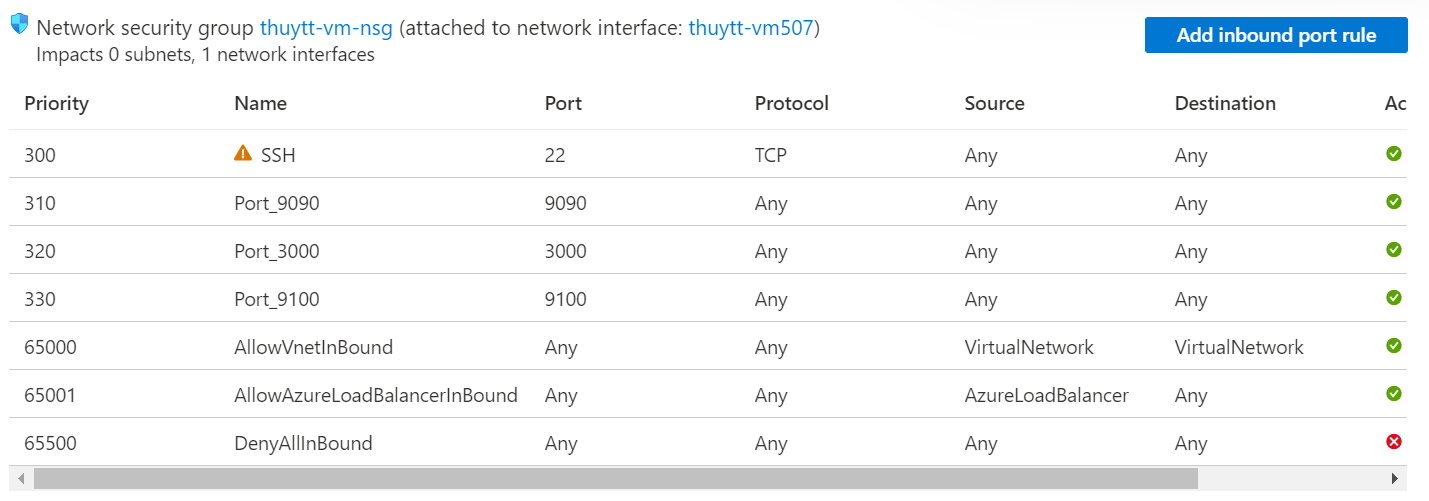 Network security group thuytt-vm-nsg (attached to network interface: thuytt-vm507)
Impacts 0 subnets, 1 network interfaces
Add inbound port rule
Priority Name Port Protocol Source Destination Ac
300 SSH 22 TCP Any Any
310 Port_9090 9090 Any Any Any
320 Port_3000 3000 Any Any Any
330 Port_9100 9100 Any Any Any
65000 AllowVnetInBound Any Any VirtualNetwork VirtualNetwork
65001 AllowAzureLoadBalancerInBound Any Any AzureLoadBalancer Any
65500 DenyAllInBound Any Any Any Any